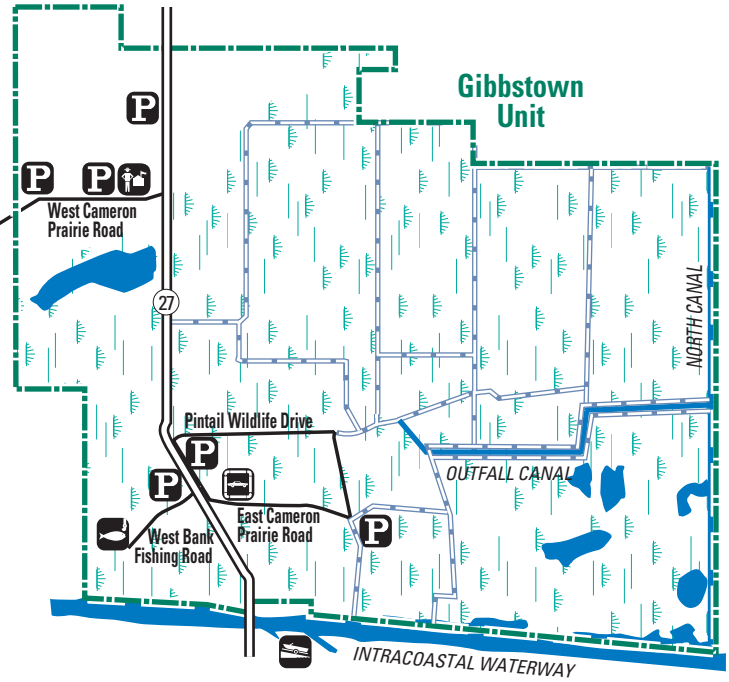 Gibbstown
Unit
P
P
P
West Cameron
Prairie Road
27
NORTH CANAL
Pintail Wildlife Drive
P
OUTFALL CANAL
P
East Cameron
Prairie Road
P
West Bank
Fishing Road
INTRACOASTAL WATERWAY